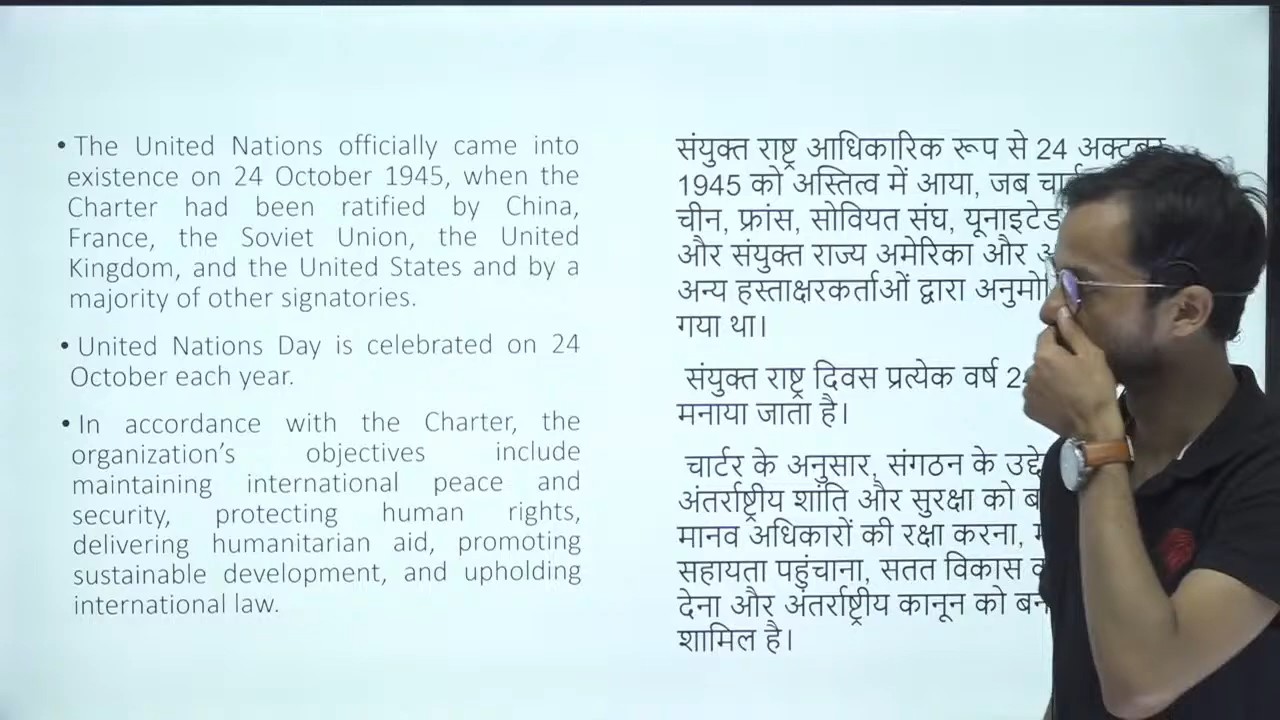 • The United Nations officially came into
existence on 24 October 1945, when the
Charter had been ratified by China,
France, the Soviet Union, the United
Kingdom, and the United States and by a
majority of other signatories.
• United Nations Day is celebrated on 24
October each year.
• In accordance with the Charter, the
organization's objectives include
maintaining international peace and
security, protecting human rights,
delivering humanitarian aid, promoting
sustainable development, and upholding
international law.
संयुक्त राष्ट्र आधिकारिक रूप से 24 अक्टूबर
1945 को अस्तित्व में आया, जब
चीन, फ्रांस, सोवियत संघ, यूनाइटेड
और संयुक्त राज्य अमेरिका और
अन्य हस्ताक्षरकर्ताओं द्वारा
गया था।
संयुक्त राष्ट्र दिवस प्रत्येक वर्ष
मनाया जाता है।
चार्टर के अनुसार, संगठन के
अंतर्राष्ट्रीय शांति और सुरक्षा को
मानव अधिकारों की रक्षा करना,
सहायता पहुंचाना, सतत विकास
देना और अंतर्राष्ट्रीय कानून को
शामिल है।